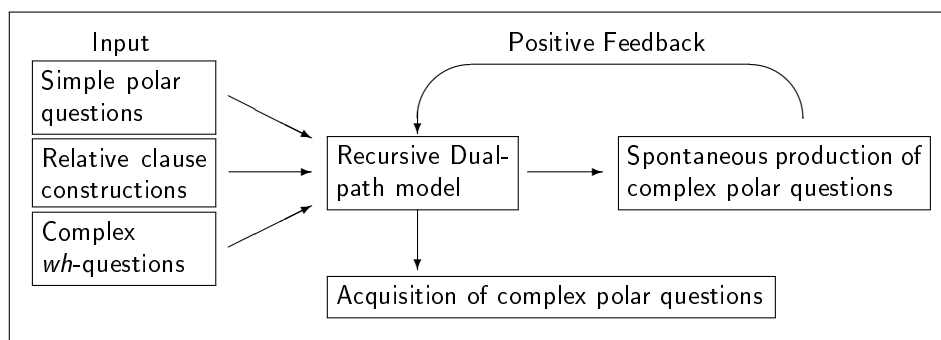 Input
Positive Feedback
Simple polar
questions
Relative clause
constructions
Complex
wh-questions
Recursive Dual-
path model
Spontaneous production of
complex polar questions
Acquisition of complex polar questions